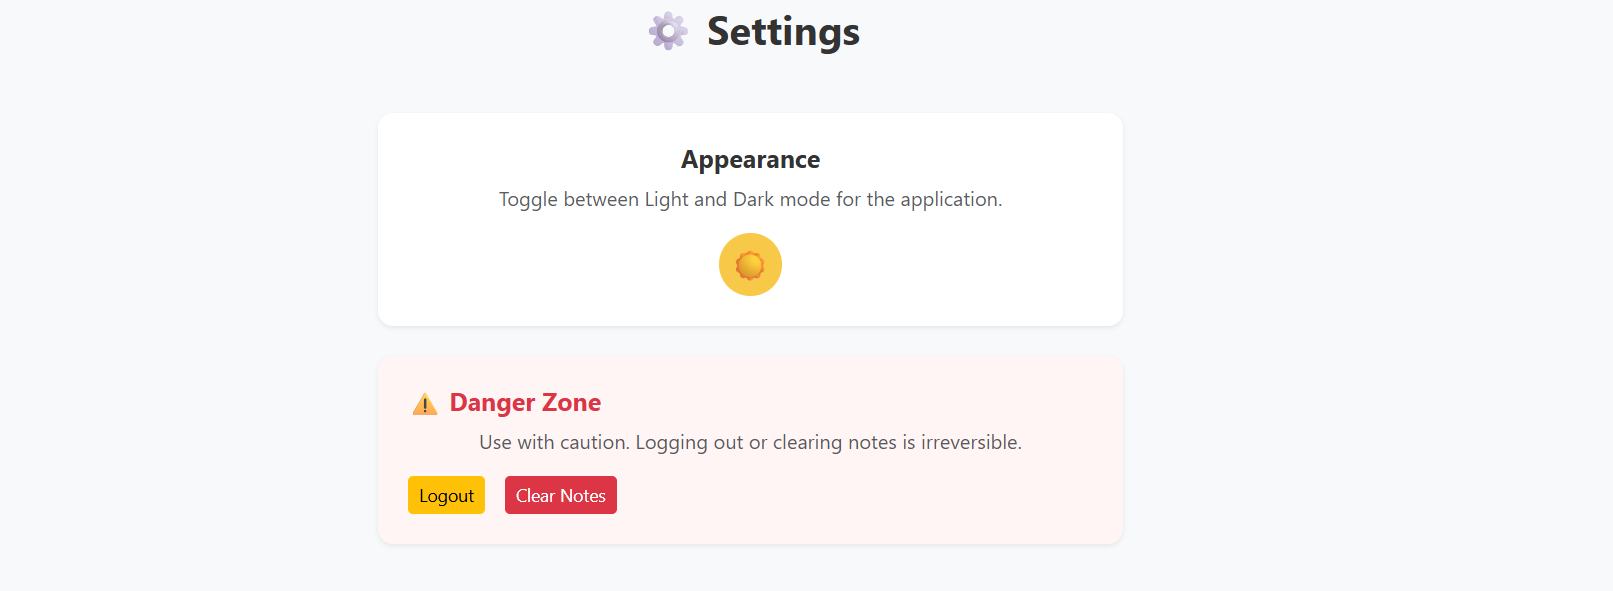 Settings
Appearance
Toggle between Light and Dark mode for the application.
Danger Zone
Use with caution. Logging out or clearing notes is irreversible.
Logout Clear Notes